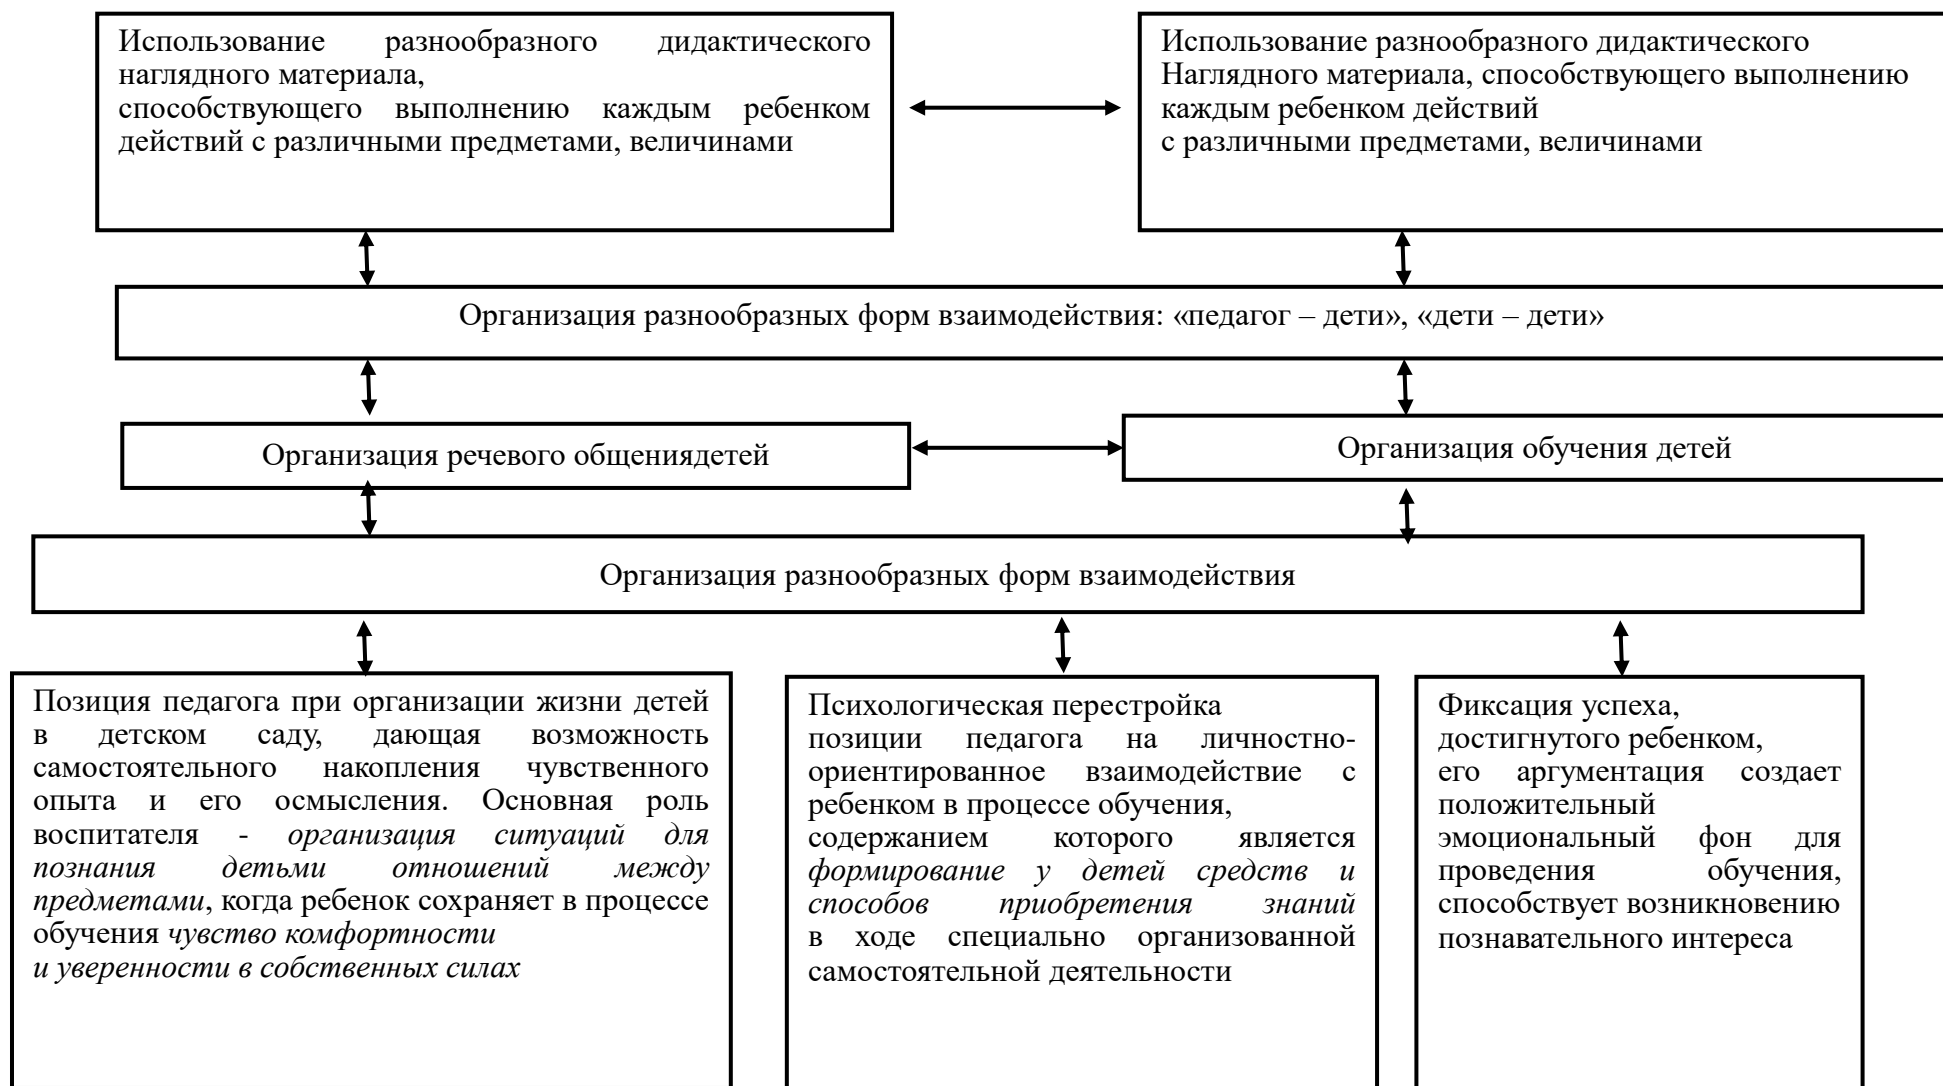 Использование разнообразного дидактического
наглядного материала,
способствующего выполнению каждым ребенком
действий с различными предметами, величинами
Использование разнообразного дидактического
Наглядного материала, способствующего выполнению
каждым ребенком действий
с различными предметами, величинами
Организация разнообразных форм взаимодействия: «педагог – дети», «дети – дети»
Организация речевого общениядетей
Организация обучения детей
Организация разнообразных форм взаимодействия
Позиция педагога при организации жизни детей
в детском саду, дающая возможность
самостоятельного накопления чувственного
опыта и его осмысления. Основная роль
воспитателя - организация ситуаций для
познания детьми отношений между
предметами, когда ребенок сохраняет в процессе
обучения чувство комфортности
и уверенности в собственных силах
Психологическая перестройка
позиции педагога на личностно-
ориентированное взаимодействие с
ребенком в процессе обучения,
содержанием которого является
формирование у детей средств и
способов приобретения знаний
в ходе специально организованной
самостоятельной деятельности
Фиксация успеха,
достигнутого ребенком,
его аргументация создает
положительный
эмоциональный фон для
проведения обучения,
способствует возникновению
познавательного интереса